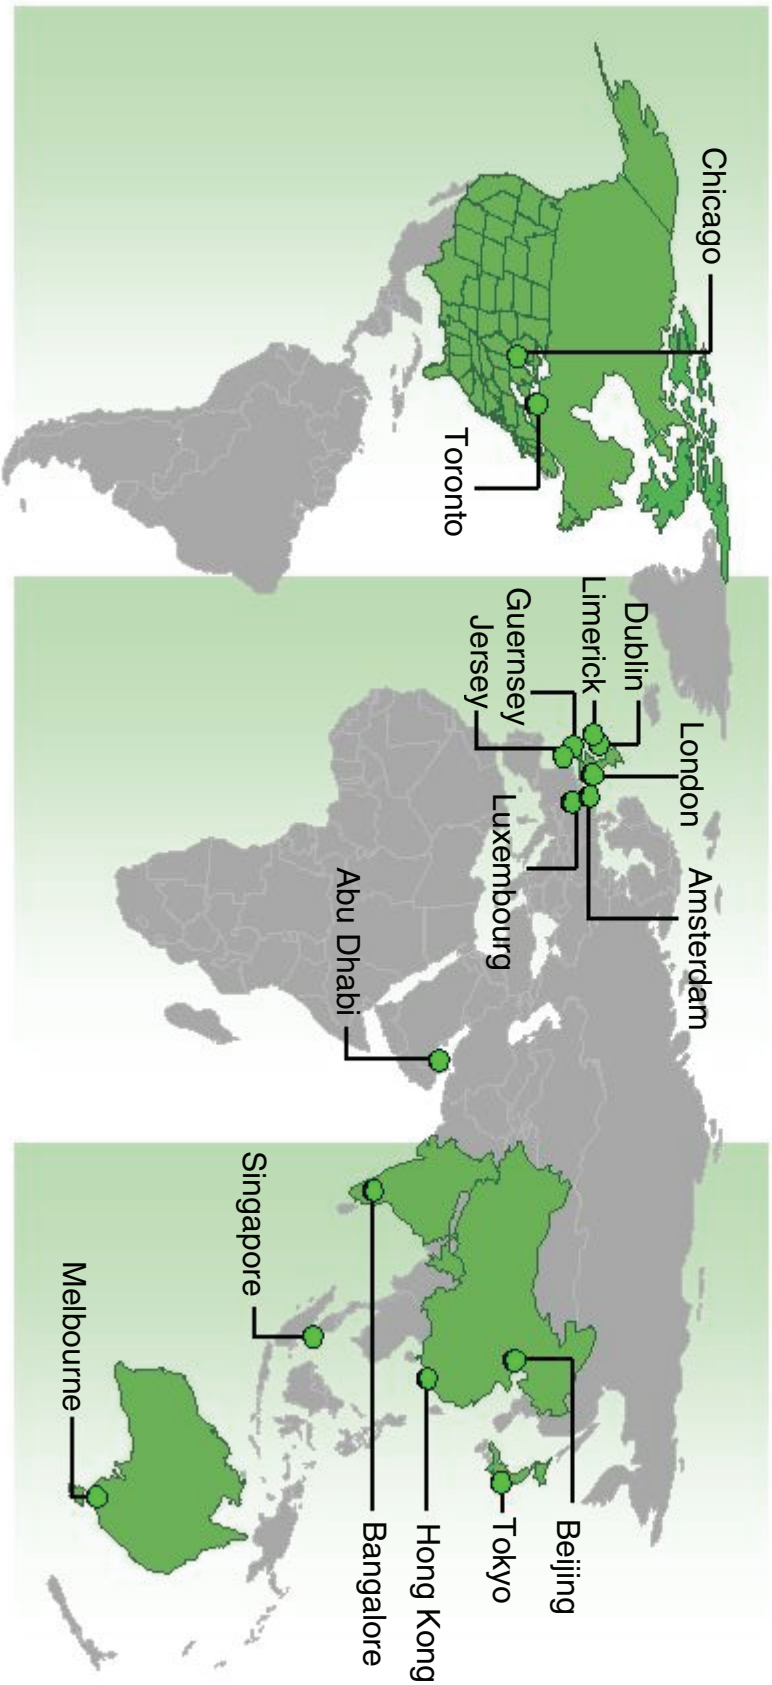 Chicago
Toronto
Dublin
Limerick
Guernsey
Jersey
London
Amsterdam
Luxembourg
Abu Dhabi
Beijing
Tokyo
Hong Kong
Bangalore
Singapore
Melbourne